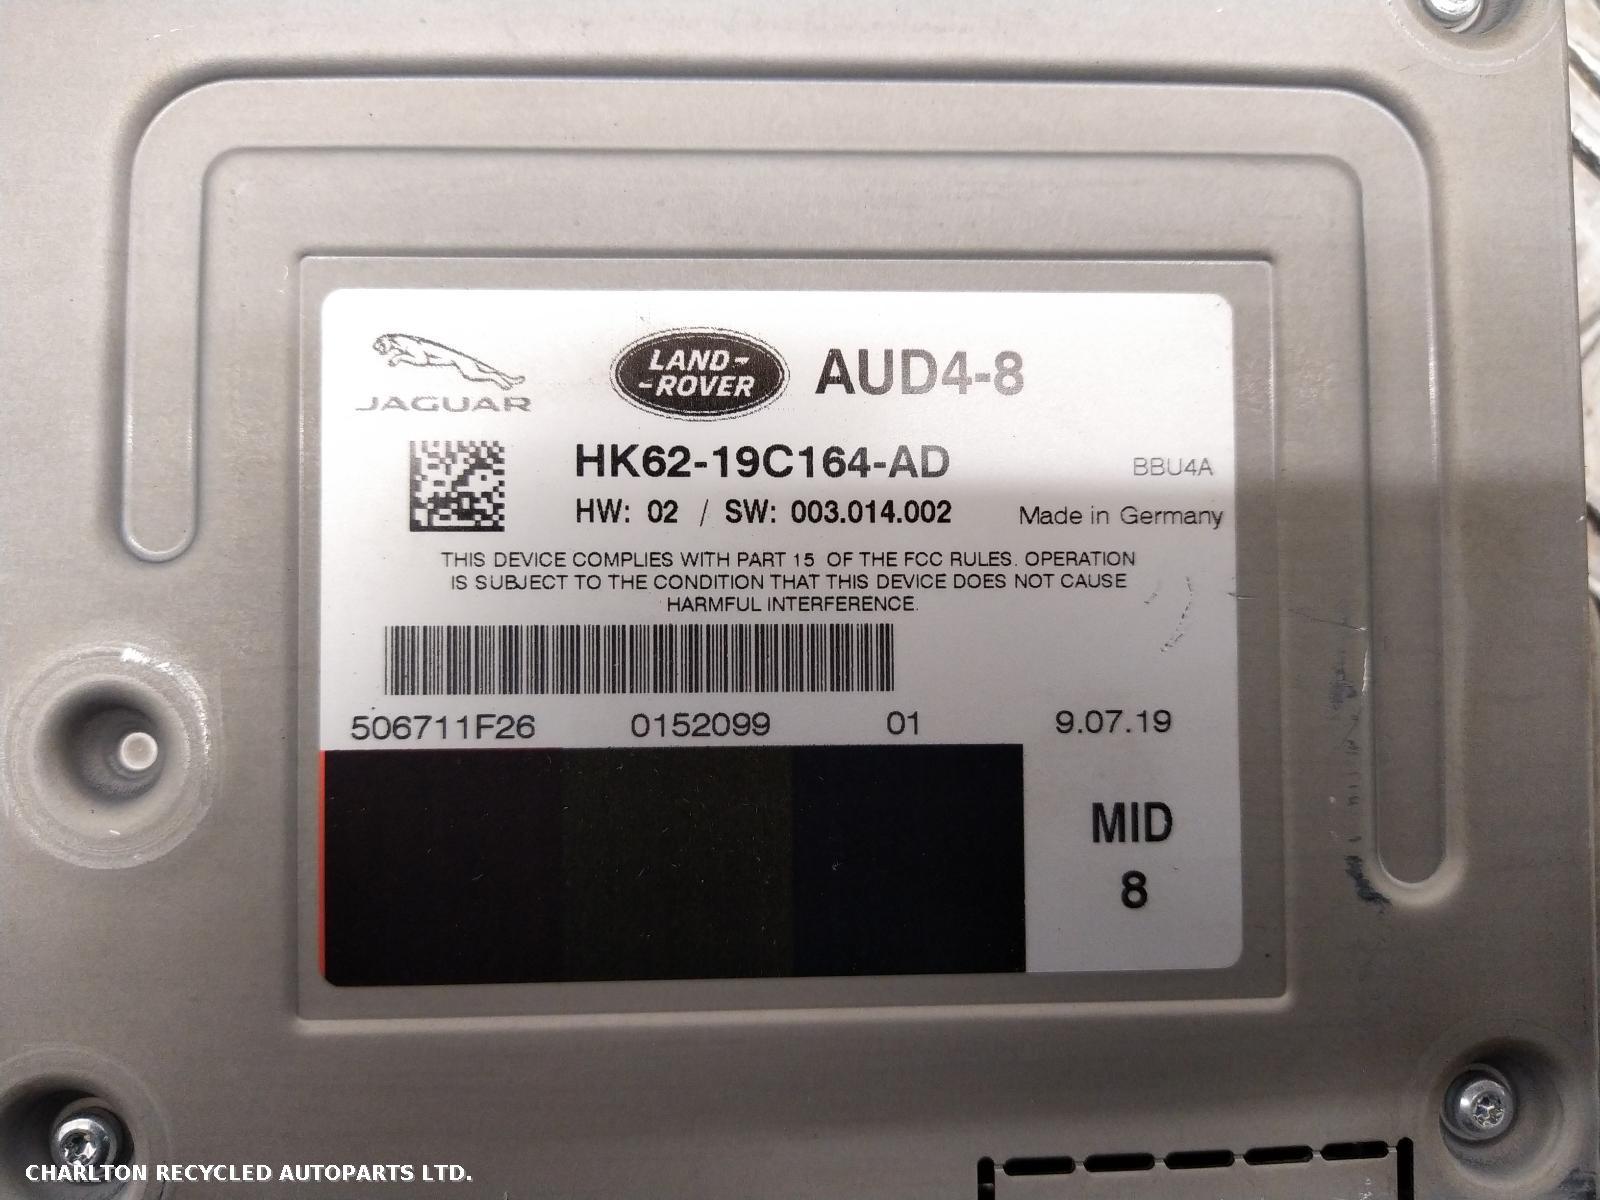 JAGUAR
LAND-
-ROVER
AUD4-8
HK62-19C164-AD
BBU4A
HW: 02 / SW: 003.014.002
Made in Germany
THIS DEVICE COMPLIES WITH PART 15 OF THE FCC RULES. OPERATION
IS SUBJECT TO THE CONDITION THAT THIS DEVICE DOES NOT CAUSE
HARMFUL INTERFERENCE.
506711F26 0152099 01 9.07.19
MID
8
CHARLTON RECYCLED AUTOPARTS LTD.